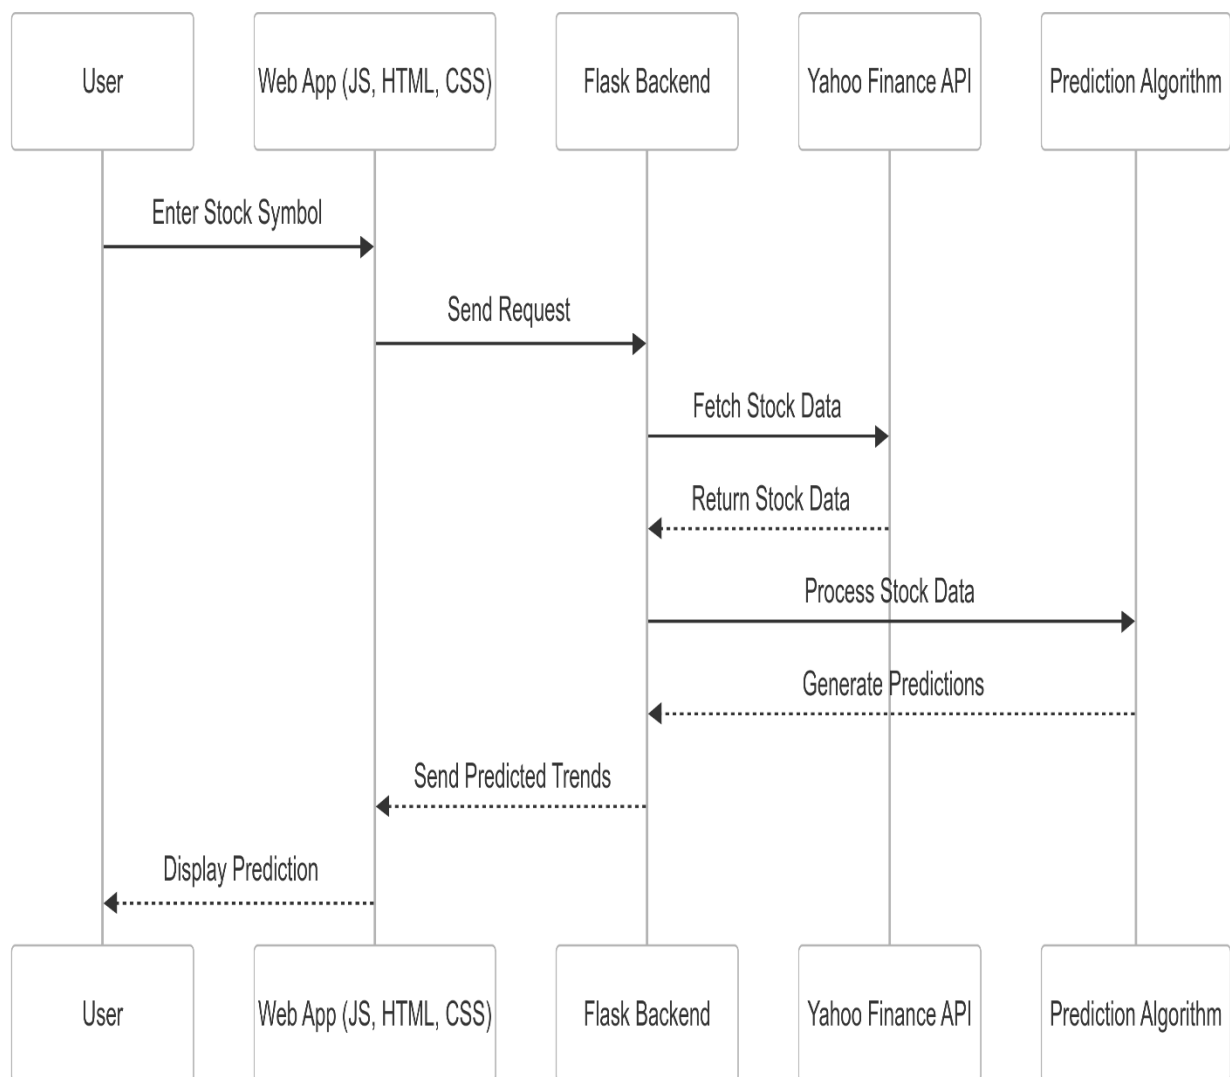 User
Web App (JS, HTML, CSS)
Flask Backend
Yahoo Finance API
Prediction Algorithm
Enter Stock Symbol
Send Request
Fetch Stock Data
Return Stock Data
Process Stock Data
Generate Predictions
Send Predicted Trends
Display Prediction
User
Web App (JS, HTML, CSS)
Flask Backend
Yahoo Finance API
Prediction Algorithm